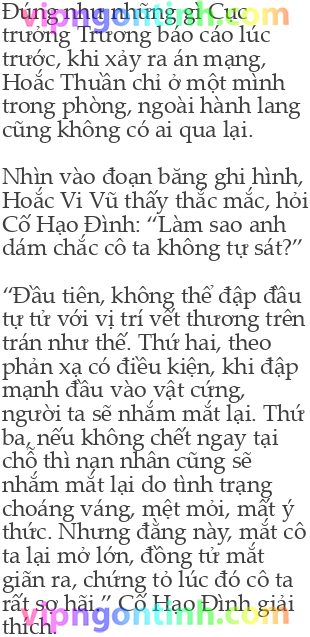 vipngontinh.com
Đúng như những gì Cục
trưởng Trương báo cáo lúc
trước, khi xảy ra án mạng,
Hoắc Thuần chỉ ở một mình
trong phòng, ngoài hành lang
cũng không có ai qua lại.
Nhìn vào đoạn băng ghi hình,
Hoắc Vi Vũ thấy thắc mắc, hỏi
Cố Hạo Đình: “Làm sao anh
dám chắc cô ta không tự sát?”
“Đầu tiên, không thể đập đầu
tự tử với vị trí vết thương trên
trán như thế. Thứ hai, theo
phản xạ có điều kiện, khi đập
mạnh đầu vào vật cứng,
người ta sẽ nhắm mắt lại. Thứ
ba, nếu không chết ngay tại
chỗ thì nạn nhân cũng sẽ
nhắm mắt lại do tình trạng
choáng váng, mệt mỏi, mất ý
thức. Nhưng đằng này, mắt cô
ta lại mở lớn, đồng tử mắt
giãn ra, chứng tỏ lúc đó cô ta
rất sợ hãi.” Cố Hạo Đình giải
thích.
vipngontinh.com